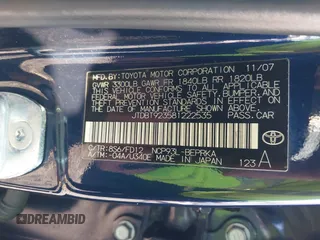 MFD. BY: TOYOTA MOTOR CORPORATION 11/07
GVWR 3300LB GAWR FR 1840LB RR 1820LB
THIS VEHICLE CONFORMS TO ALL APPLICABLE
FEDERAL MOTOR VEHICLE SAFETY, BUMPER, AND
THEFT PREVENTION STANDARDS IN EFFECT ON
THE DATE OF MANUFACTURE SHOWN ABOVE.
JTDBT923581222535 PASS.CAR
C/TR:8S6/FD12 NCP93L-BEPRKA
A/TM:-04A/U340E MADE IN JAPAN
123 A
DREAMBID